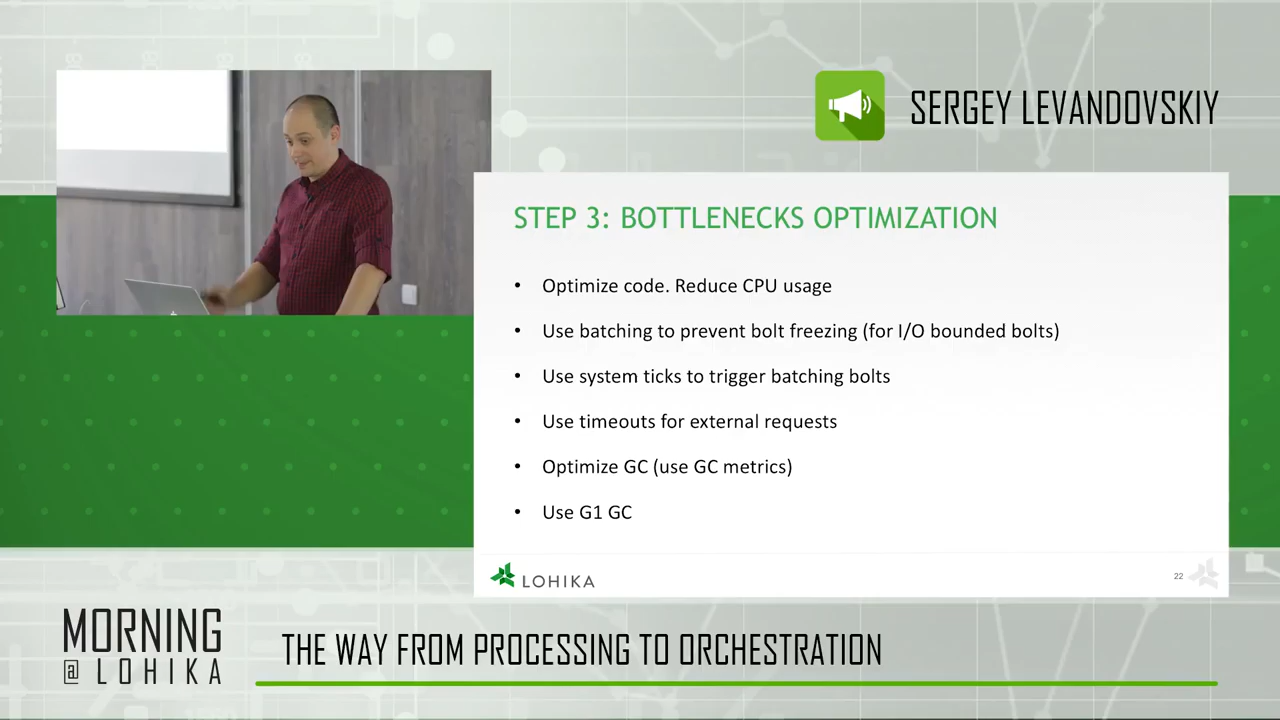 SERGEY LEVANDOVSKIY
STEP 3: BOTTLENECKS OPTIMIZATION
• Optimize code. Reduce CPU usage
• Use batching to prevent bolt freezing (for I/O bounded bolts)
• Use system ticks to trigger batching bolts
• Use timeouts for external requests
• Optimize GC (use GC metrics)
• Use G1 GC
LOHIKA
22
MORNING
@ LOHIKA
THE WAY FROM PROCESSING TO ORCHESTRATION